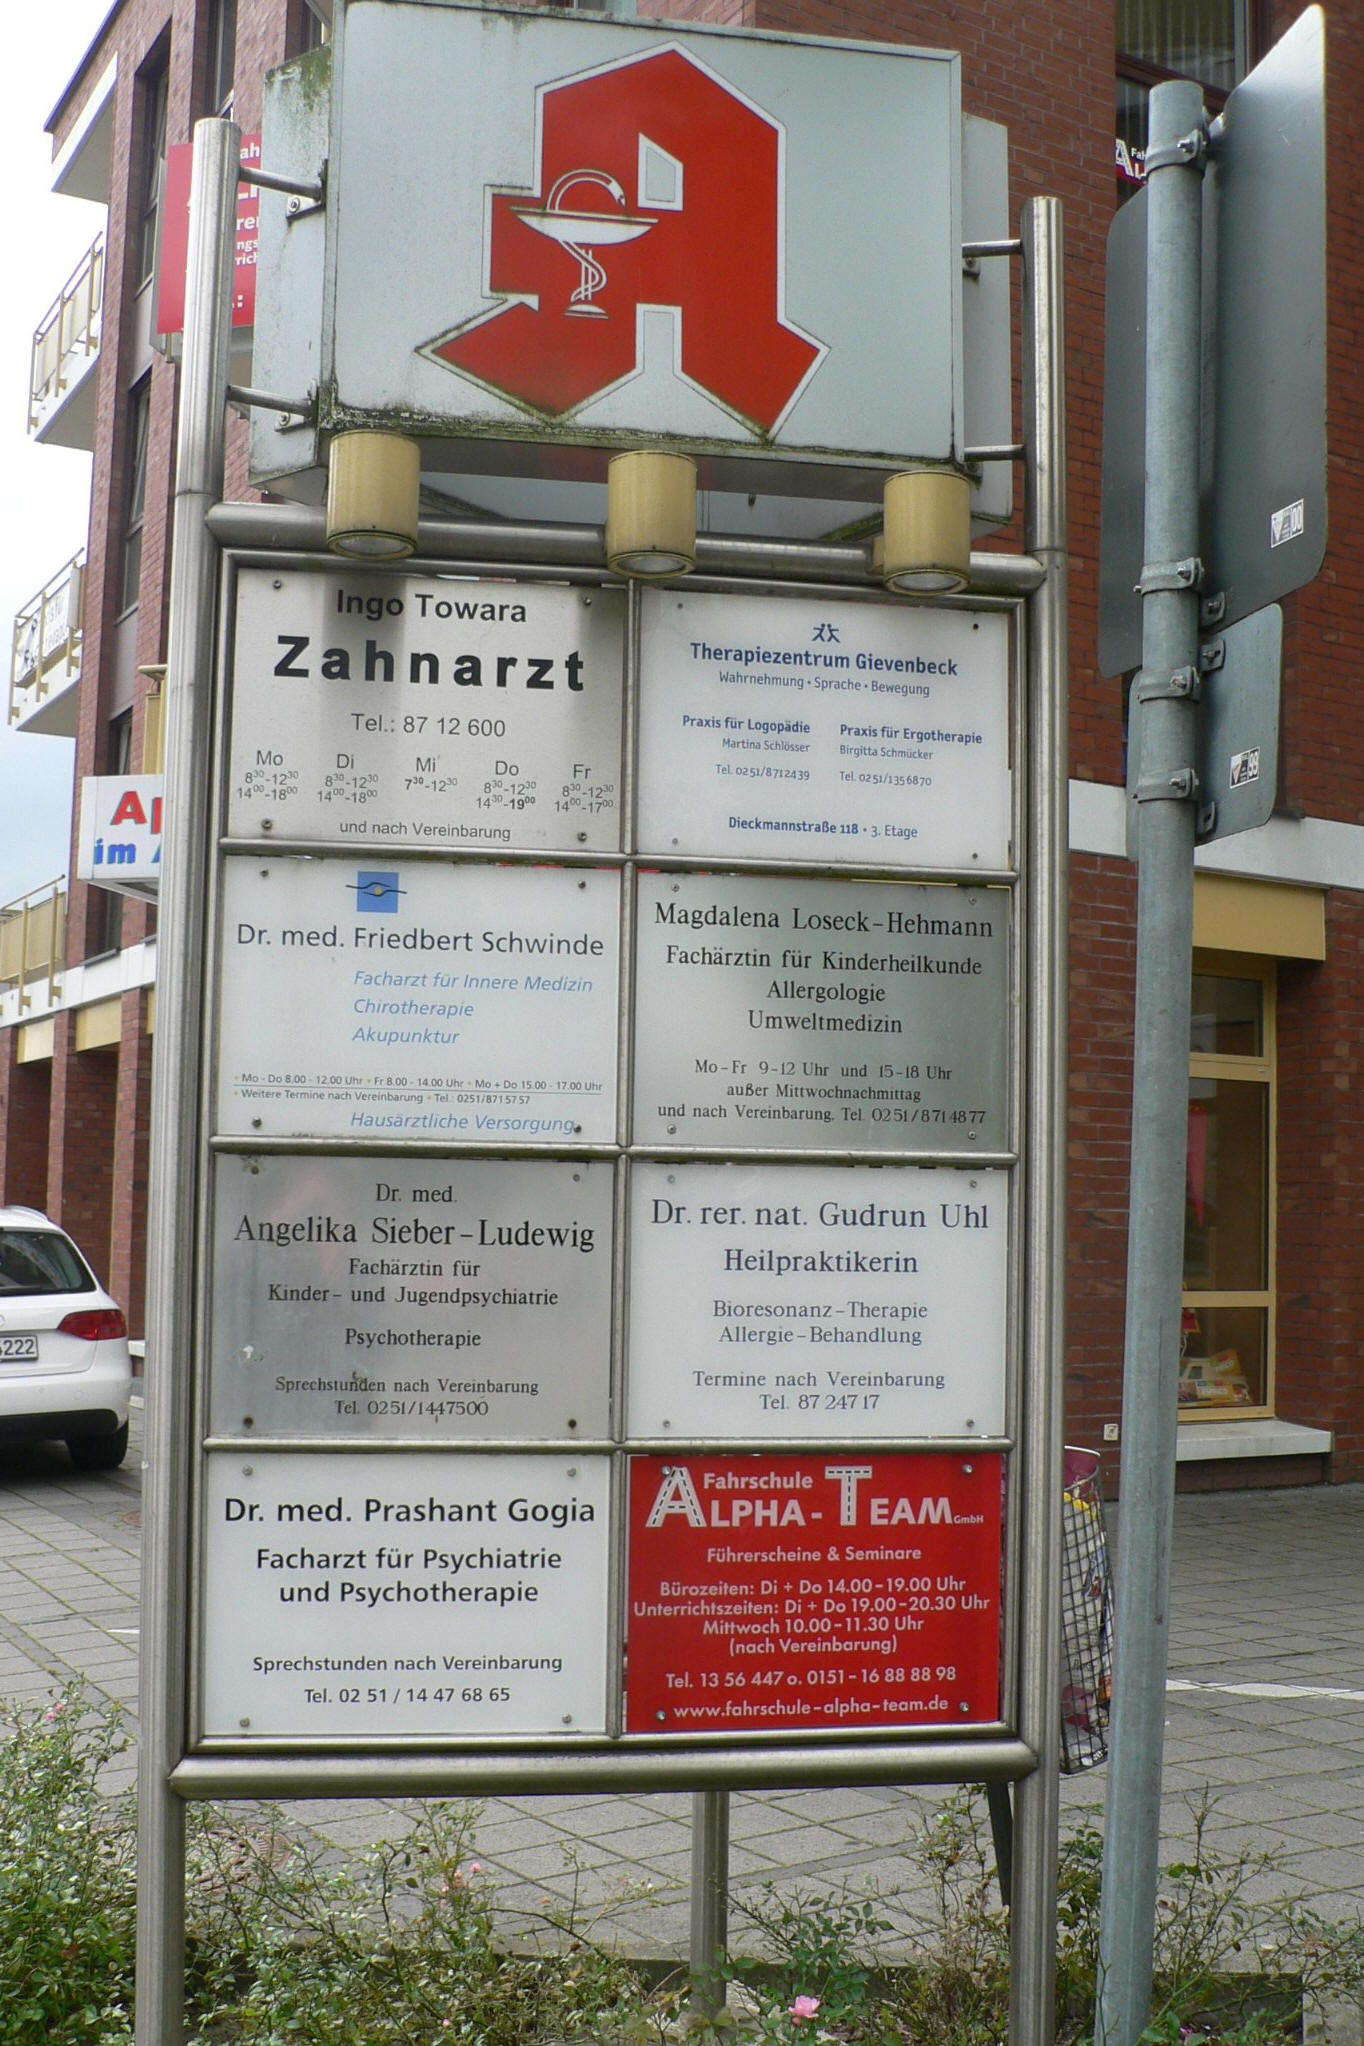 Ingo Towara
Zahnarzt
Tel.: 87 12 600
Mo Di Mi Do Fr
8³⁰-12³⁰ 8³⁰-12³⁰ 7³⁰-12³⁰ 8³⁰-12³⁰ 8³⁰-12³⁰
14⁰⁰-18⁰⁰ 14⁰⁰-18⁰⁰ 14³⁰-19⁰⁰ 14⁰⁰-17⁰⁰
und nach Vereinbarung
Therapiezentrum Gievenbeck
Wahrnehmung • Sprache • Bewegung
Praxis für Logopädie
Martina Schlösser
Tel. 0251/8712439
Praxis für Ergotherapie
Birgitta Schmücker
Tel. 0251/1356870
Dieckmannstraße 118 • 3. Etage
Dr. med. Friedbert Schwinde
Facharzt für Innere Medizin
Chirotherapie
Akupunktur
• Mo - Do 8.00 - 12.00 Uhr • Fr 8.00 - 14.00 Uhr • Mo + Do 15.00 - 17.00 Uhr
• Weitere Termine nach Vereinbarung • Tel.: 0251/8715757
Hausärztliche Versorgung
Magdalena Loseck-Hehmann
Fachärztin für Kinderheilkunde
Allergologie
Umweltmedizin
Mo-Fr 9-12 Uhr und 15-18 Uhr
außer Mittwochnachmittag
und nach Vereinbarung. Tel. 0251/8714877
Dr. med.
Angelika Sieber-Ludewig
Fachärztin für
Kinder- und Jugendpsychiatrie
Psychotherapie
Sprechstunden nach Vereinbarung
Tel. 0251/1447500
Dr. rer. nat. Gudrun Uhl
Heilpraktikerin
Bioresonanz-Therapie
Allergie-Behandlung
Termine nach Vereinbarung
Tel. 87 247 17
Dr. med. Prashant Gogia
Facharzt für Psychiatrie
und Psychotherapie
Sprechstunden nach Vereinbarung
Tel. 02 51 / 14 47 68 65
Fahrschule
ALPHA-TEAM GmbH
Führerscheine & Seminare
Bürozeiten: Di + Do 14.00-19.00 Uhr
Unterrichtszeiten: Di + Do 19.00-20.30 Uhr
Mittwoch 10.00-11.30 Uhr
(nach Vereinbarung)
Tel. 13 56 447 o. 0151-16 88 88 98
www.fahrschule-alpha-team.de
im
222
00
99